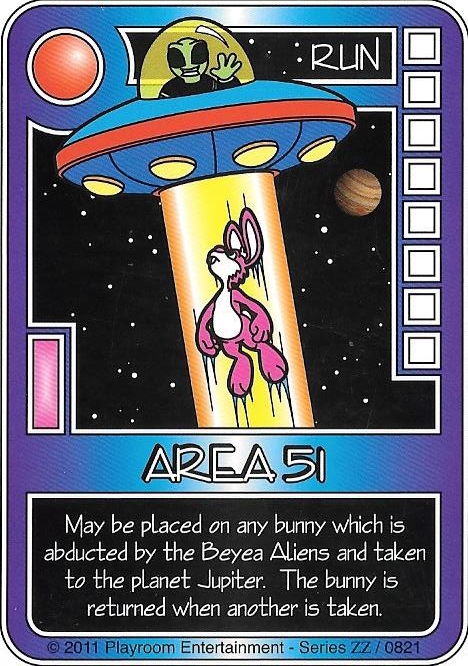 RUN
AREA 51
May be placed on any bunny which is
abducted by the Beyea Aliens and taken
to the planet Jupiter. The bunny is
returned when another is taken.
© 2011 Playroom Entertainment - Series ZZ / 0821